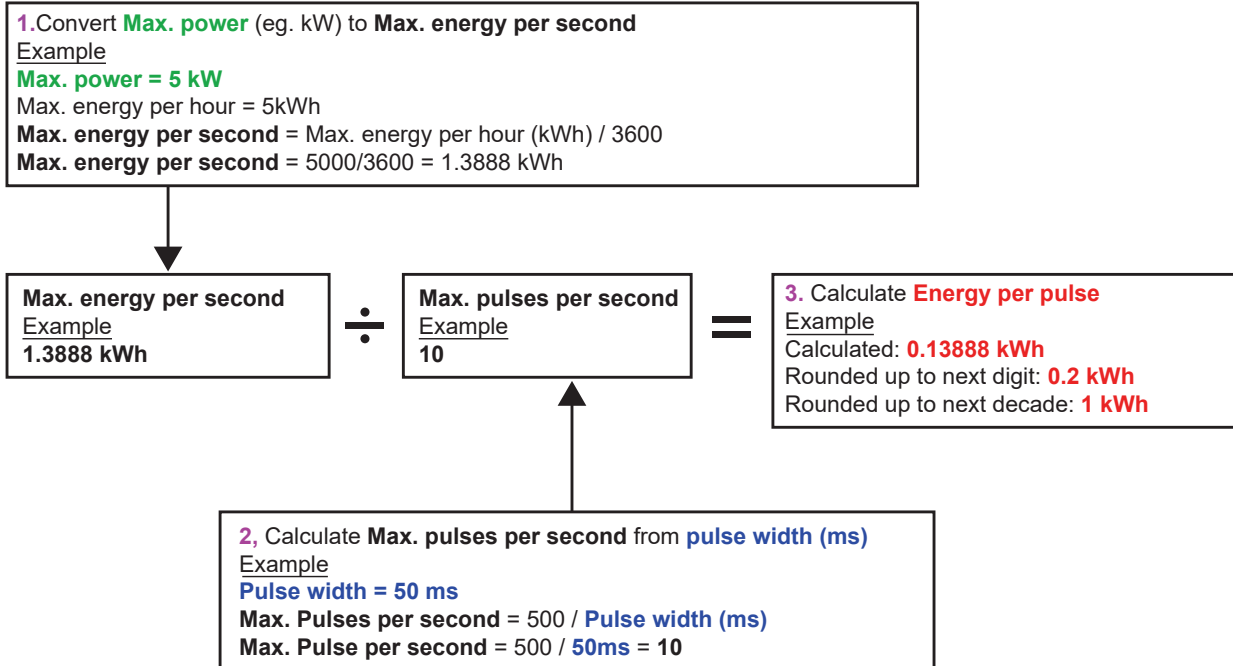 1.Convert Max. power (eg. kW) to Max. energy per second
Example
Max. power = 5 kW
Max. energy per hour = 5kWh
Max. energy per second = Max. energy per hour (kWh) / 3600
Max. energy per second = 5000/3600 = 1.3888 kWh
Max. energy per second
Example
1.3888 kWh
÷
Max. pulses per second
Example
10
=
3. Calculate Energy per pulse
Example
Calculated: 0.13888 kWh
Rounded up to next digit: 0.2 kWh
Rounded up to next decade: 1 kWh
2, Calculate Max. pulses per second from pulse width (ms)
Example
Pulse width = 50 ms
Max. Pulses per second = 500 / Pulse width (ms)
Max. Pulse per second = 500 / 50ms = 10